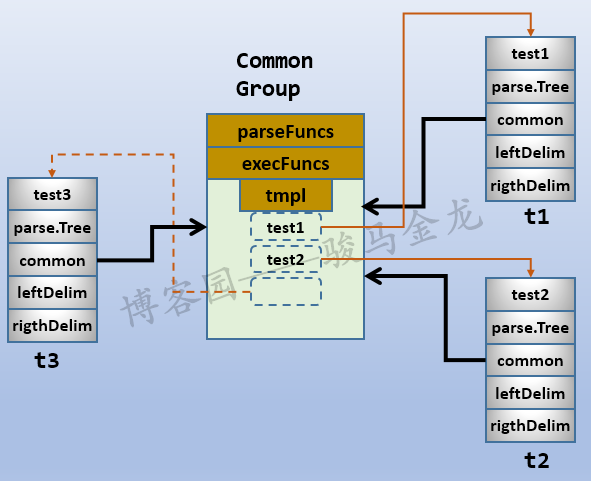 Common
Group
parseFuncs
execFuncs
tmpl
test1
test2
test3
parse.Tree
common
leftDelim
rigthDelim
t3
test1
parse.Tree
common
leftDelim
rigthDelim
t1
test2
parse.Tree
common
leftDelim
rigthDelim
t2
博客园——骏马金龙